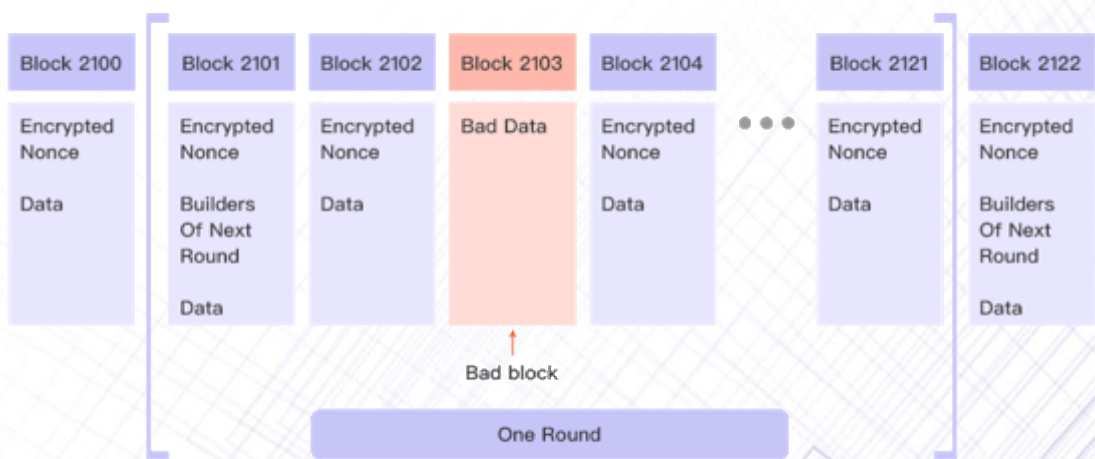 Block 2100
Block 2101
Block 2102
Block 2103
Block 2104
Block 2121
Block 2122
Encrypted
Nonce
Data
Encrypted
Nonce
Builders
Of Next
Round
Data
Encrypted
Nonce
Data
Bad Data
Encrypted
Nonce
Data
Encrypted
Nonce
Data
Encrypted
Nonce
Builders
Of Next
Round
Data
Bad block
One Round